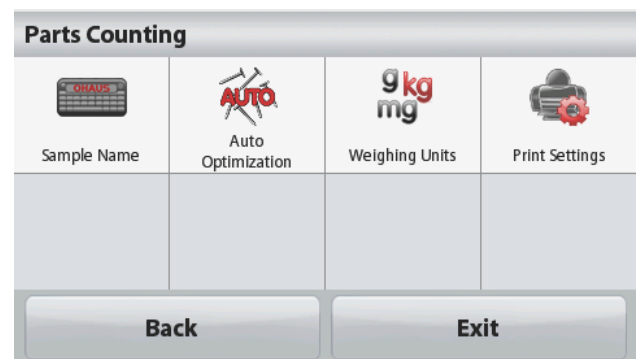 Parts Counting
OHAUS
AUTO
g kg
mg
Sample Name
Auto
Optimization
Weighing Units
Print Settings
Back
Exit